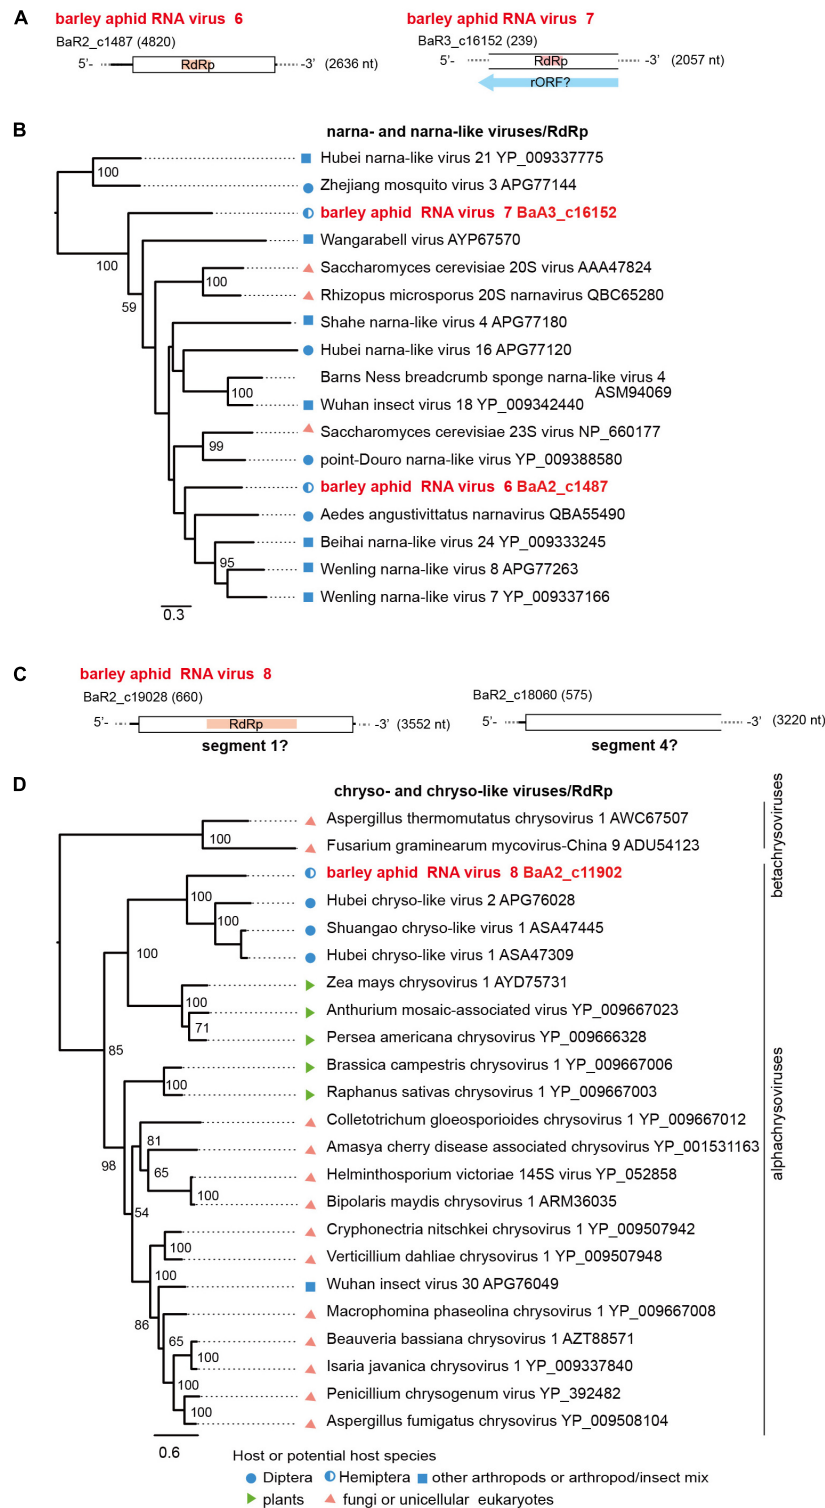 A
barley aphid RNA virus 6
barley aphid RNA virus 7
BaR2_c1487 (4820)
BaR3_c16152 (239)
5’- RdRp -3’ (2636 nt)
5’- RdRp -3’ (2057 nt)
rORF?
B
narna- and narna-like viruses/RdRp
Hubei narna-like virus 21 YP_009337775
100
Zhejiang mosquito virus 3 APG77144
barley aphid RNA virus 7 BaA3_c16152
Wangarabell virus AYP67570
100
Saccharomyces cerevisiae 20S virus AAA47824
100
Rhizopus microsporus 20S narnavirus QBC65280
59
Shahe narna-like virus 4 APG77180
Hubei narna-like virus 16 APG77120
Barns Ness breadcrumb sponge narna-like virus 4
ASM94069
100
Wuhan insect virus 18 YP_009342440
Saccharomyces cerevisiae 23S virus NP_660177
99
point-Douro narna-like virus YP_009388580
barley aphid RNA virus 6 BaA2_c1487
Aedes angustivittatus narnavirus QBA55490
Beihai narna-like virus 24 YP_009333245
95
Wenling narna-like virus 8 APG77263
Wenling narna-like virus 7 YP_009337166
0.3
C
barley aphid RNA virus 8
BaR2_c19028 (660)
BaR2_c18060 (575)
5’- RdRp -3’ (3552 nt)
5’- -3’ (3220 nt)
segment 1?
segment 4?
D
chryso- and chryso-like viruses/RdRp
betachrysoviruses
Aspergillus thermomutatus chrysovirus 1 AWC67507
100
Fusarium graminearum mycovirus-China 9 ADU54123
barley aphid RNA virus 8 BaA2_c11902
100
Hubei chryso-like virus 2 APG76028
100
Shuangao chryso-like virus 1 ASA47445
100
Hubei chryso-like virus 1 ASA47309
Zea mays chrysovirus 1 AYD75731
100
Anthurium mosaic-associated virus YP_009667023
71
Persea americana chrysovirus YP_009666328
85
Brassica campestris chrysovirus 1 YP_009667006
100
Raphanus sativas chrysovirus 1 YP_009667003
alphachrysoviruses
Colletotrichum gloeosporioides chrysovirus 1 YP_009667012
81
Amasya cherry disease associated chrysovirus YP_001531163
98
65
Helminthosporium victoriae 145S virus YP_052858
100
Bipolaris maydis chrysovirus 1 ARM36035
54
Cryphonectria nitschkei chrysovirus 1 YP_009507942
100
Verticillium dahliae chrysovirus 1 YP_009507948
100
Wuhan insect virus 30 APG76049
Macrophomina phaseolina chrysovirus 1 YP_009667008
86
65
Beauveria bassiana chrysovirus 1 AZT88571
100
Isaria javanica chrysovirus 1 YP_009337840
100
Penicillium chrysogenum virus YP_392482
100
Aspergillus fumigatus chrysovirus YP_009508104
0.6
Host or potential host species
Diptera Hemiptera other arthropods or arthropod/insect mix
plants fungi or unicellular eukaryotes